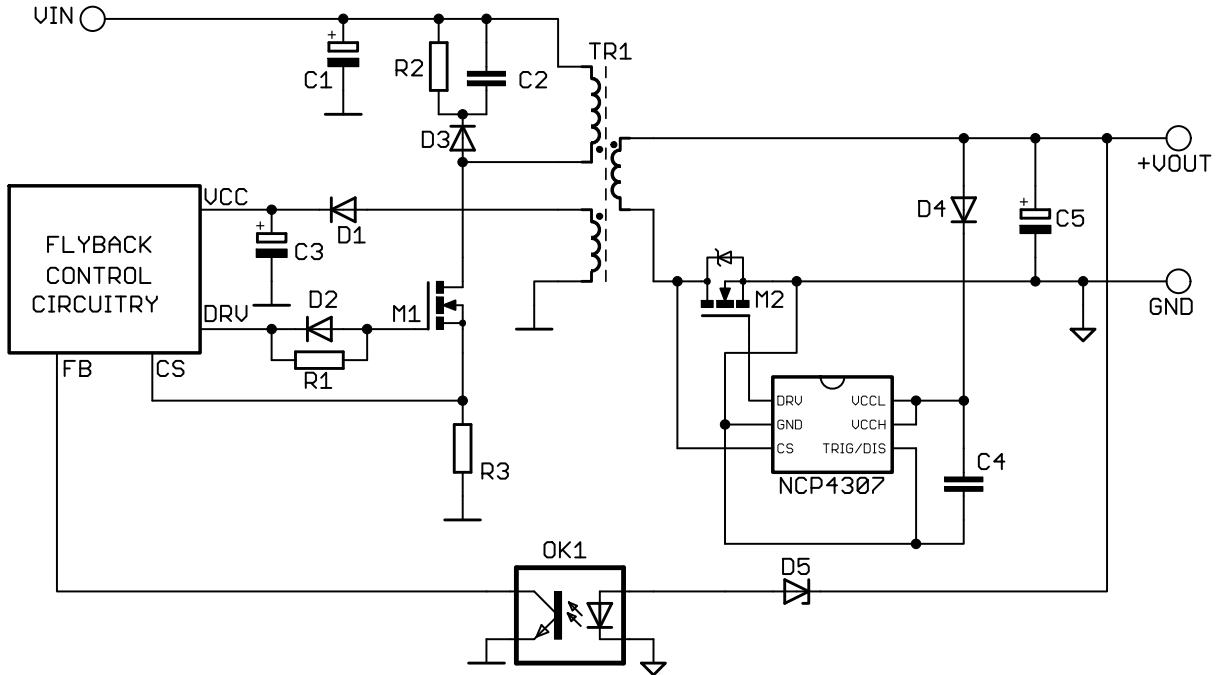 VIN
+
C1
R2
C2
TR1
D3
+VOUT
VCC
D1
+
C3
D4
+
C5
FLYBACK
CONTROL
CIRCUITRY
DRV
D2
M1
M2
GND
R1
FB
CS
DRV
VCCL
GND
VCCH
CS
TRIG/DIS
NCP4307
C4
R3
OK1
D5